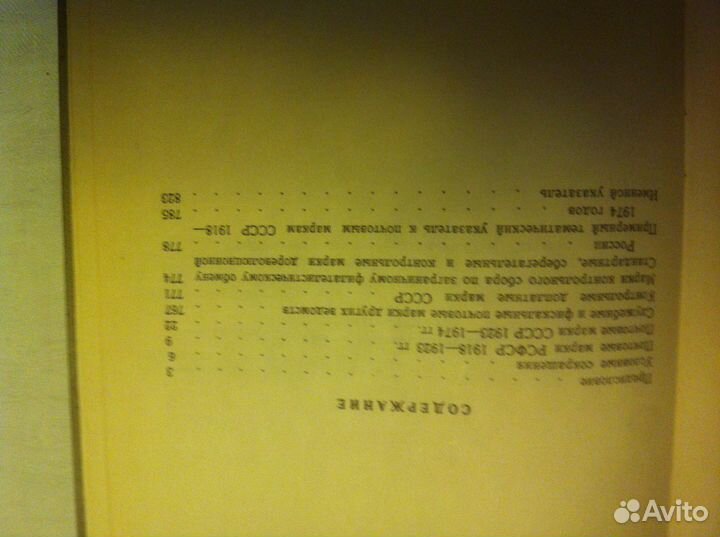 СОДЕРЖАНИЕ
Предисловие . . . . . . . . . . . . . . . 3
Условные сокращения . . . . . . . . . . . . 6
Почтовые марки РСФСР 1918—1923 гг. . . . . . . . 9
Почтовые марки СССР 1923—1974 гг. . . . . . . . 22
Служебные и фискальные почтовые марки других ведомств 767
Контрольные доплатные марки СССР . . . . . . . . 771
Марки контрольного сбора по заграничному филателистическому обмену 774
Стандартные, сберегательные и контрольные марки дореволюционной
России . . . . . . . . . . . . . . . . 778
Примерный тематический указатель к почтовым маркам СССР 1918—
1974 годов . . . . . . . . . . . . . . . 785
Именной указатель . . . . . . . . . . . . . 823
Avito